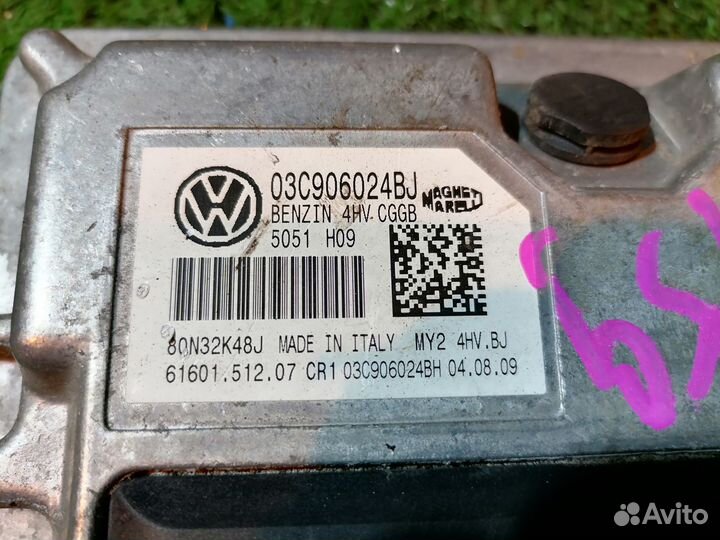 03C906024BJ
BENZIN 4HV CGGB
MAGNETI MARELLI
5051 H09
80N32K48J MADE IN ITALY MY2 4HV.BJ
61601.512.07 CR1 03C906024BH 04.08.09
Avito